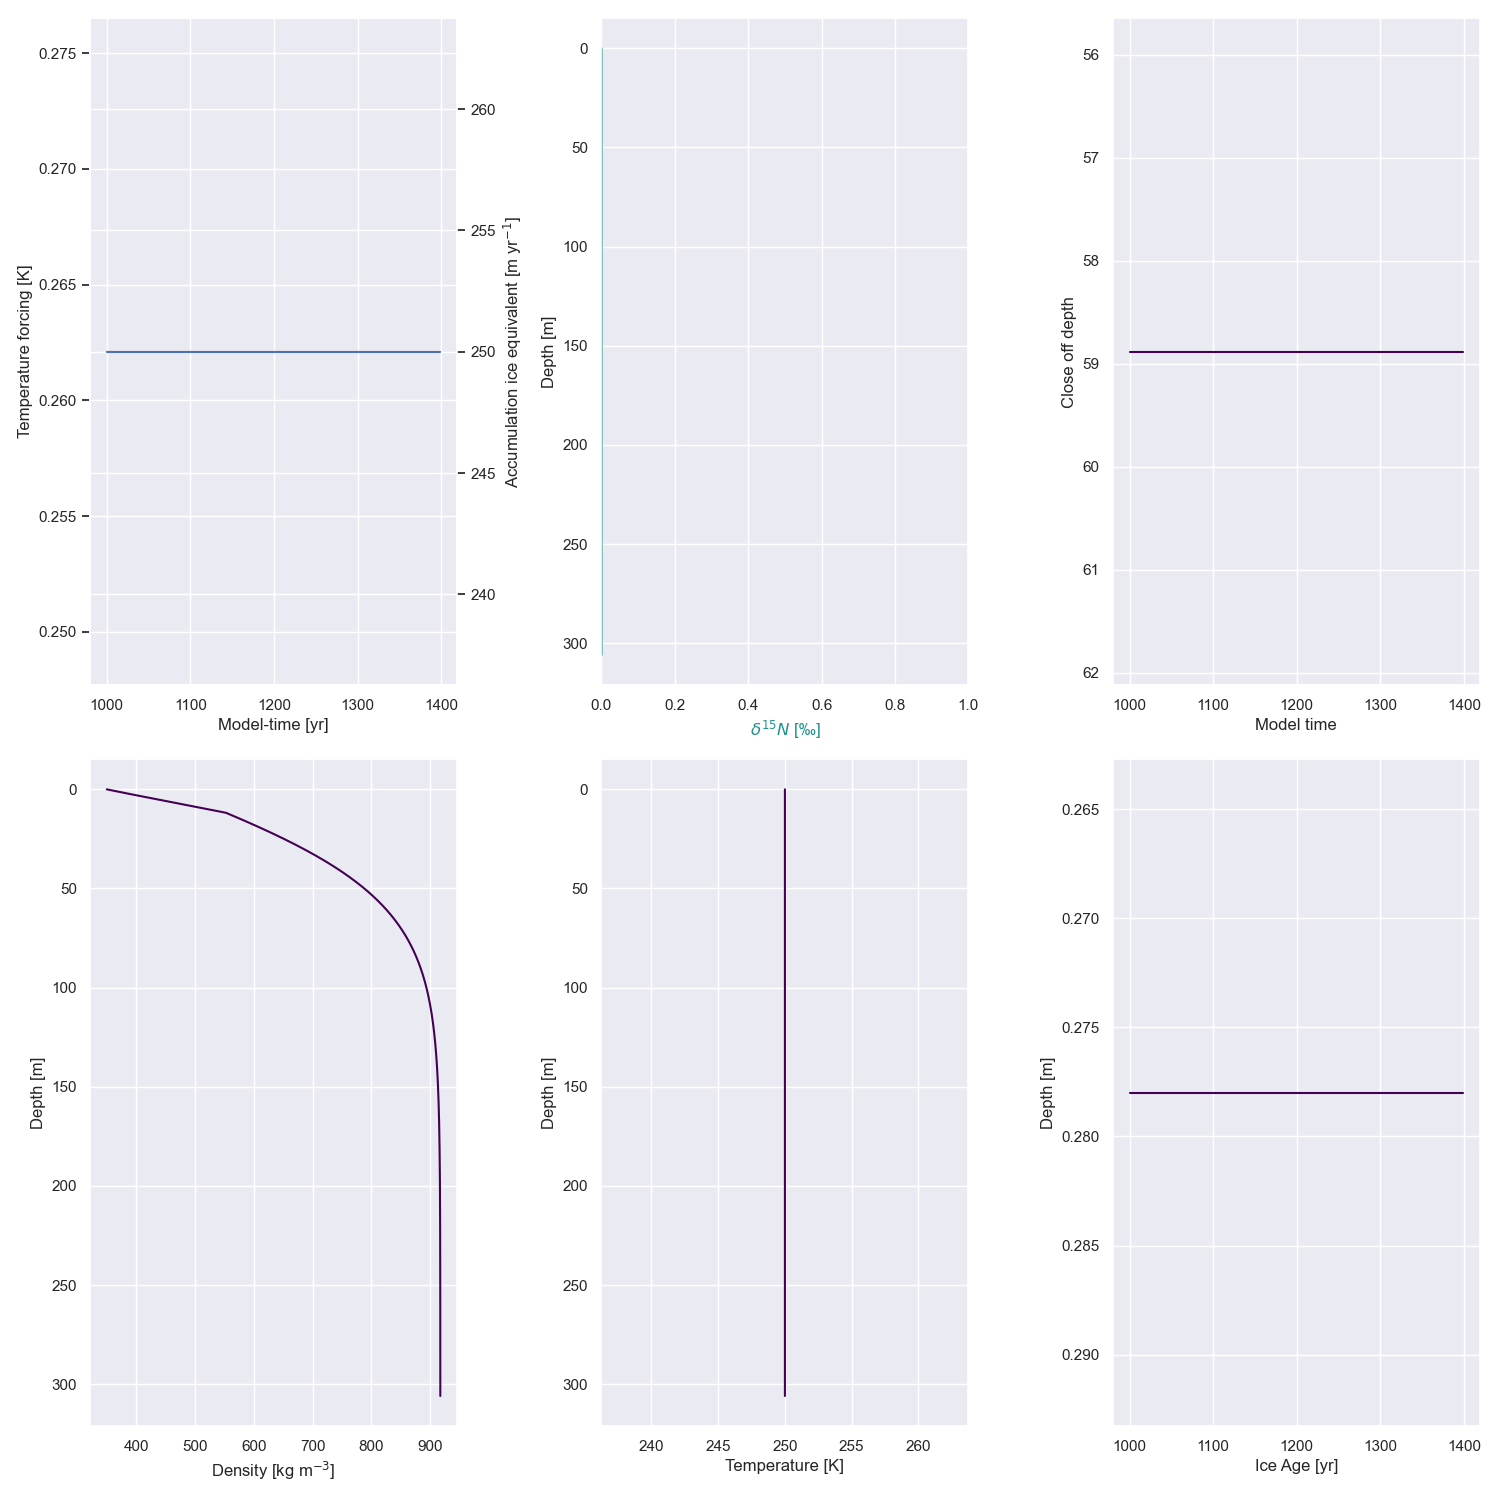 0.275
0.270
0.265
0.260
0.255
0.250
Temperature forcing [K]
260
255
250
245
240
Accumulation ice equivalent [m yr⁻¹]
1000 1100 1200 1300 1400
Model-time [yr]
0
50
100
150
200
250
300
Depth [m]
0.0 0.2 0.4 0.6 0.8 1.0
δ¹⁵N [‰]
56
57
58
59
60
61
62
Close off depth
1000 1100 1200 1300 1400
Model time
0
50
100
150
200
250
300
Depth [m]
400 500 600 700 800 900
Density [kg m⁻³]
0
50
100
150
200
250
300
Depth [m]
240 245 250 255 260
Temperature [K]
0.265
0.270
0.275
0.280
0.285
0.290
Depth [m]
1000 1100 1200 1300 1400
Ice Age [yr]